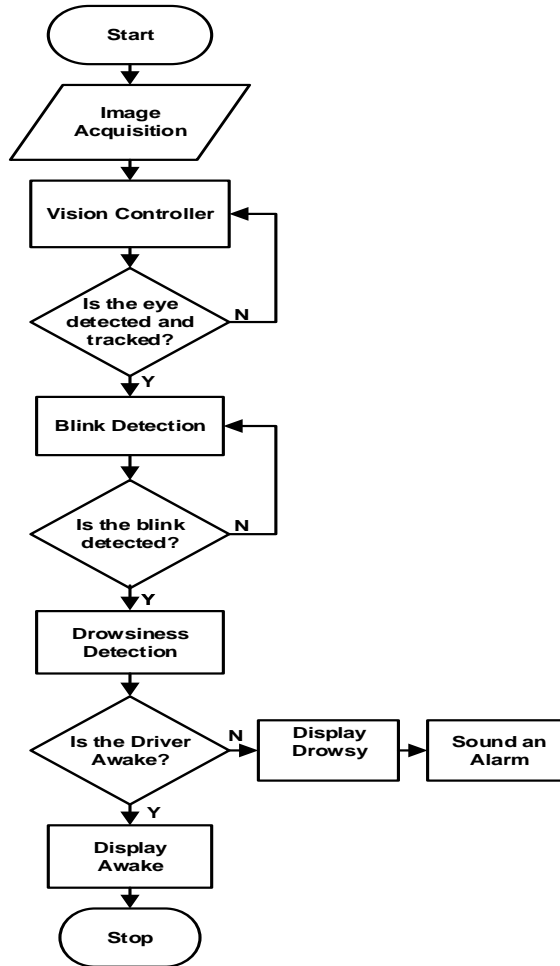 Start
Image
Acquisition
Vision Controller
Is the eye
detected and
tracked?
N
Y
Blink Detection
Is the blink
detected?
N
Y
Drowsiness
Detection
Is the Driver
Awake?
N
Display
Drowsy
Sound an
Alarm
Y
Display
Awake
Stop